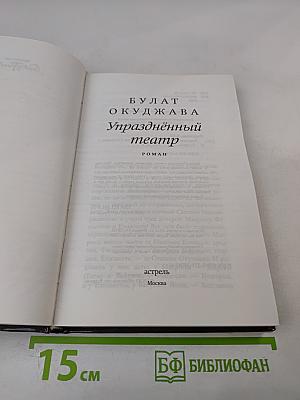 БУЛАТ
ОКУДЖАВА
Упразднённый
театр
РОМАН
астрель
Москва
15 см
БФ БИБЛИОФАН